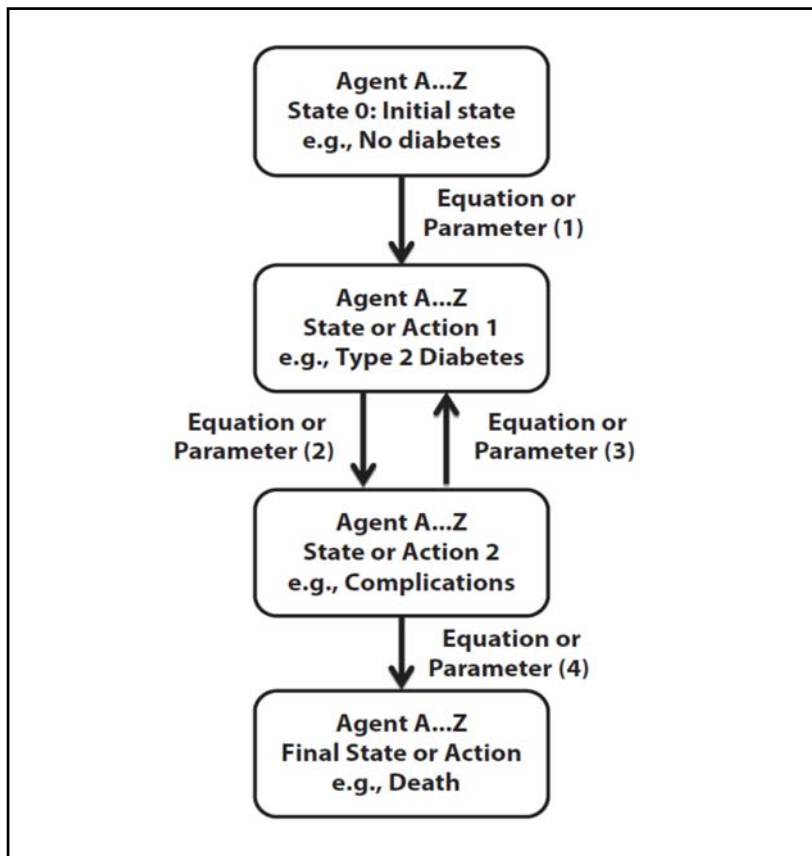 Agent A...Z
State 0: Initial state
e.g., No diabetes
Equation or
Parameter (1)
Agent A...Z
State or Action 1
e.g., Type 2 Diabetes
Equation or
Parameter (2)
Equation or
Parameter (3)
Agent A...Z
State or Action 2
e.g., Complications
Equation or
Parameter (4)
Agent A...Z
Final State or Action
e.g., Death